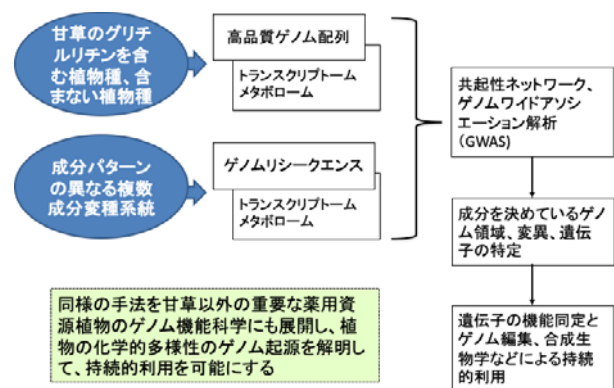 甘草のグリチ
ルリチンを含
む植物種、含
まない植物種
高品質ゲノム配列
トランスクリプトーム
メタボローム
成分パターン
の異なる複数
成分変種系統
ゲノムリシークエンス
トランスクリプトーム
メタボローム
共起性ネットワーク、
ゲノムワイドアソシ
エーション解析
(GWAS)
成分を決めているゲノ
ム領域、変異、遺伝
子の特定
遺伝子の機能同定と
ゲノム編集、合成生
物学などによる持続
的利用
同様の手法を甘草以外の重要な薬用資
源植物のゲノム機能科学にも展開し、植
物の化学的多様性のゲノム起源を解明し
て、持続的利用を可能にする